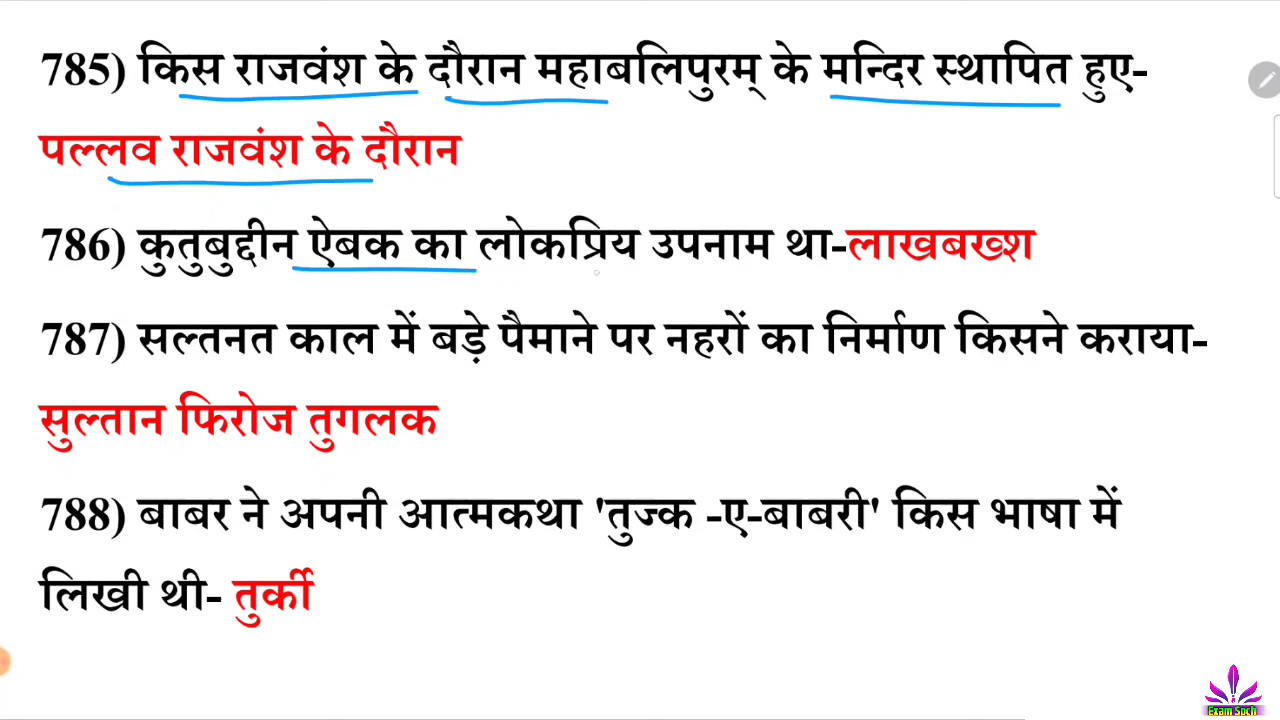 785) किस राजवंश के दौरान महाबलिपुरम् के मन्दिर स्थापित हुए-
पल्लव राजवंश के दौरान
786) कुतुबुद्दीन ऐबक का लोकप्रिय उपनाम था-लाखबख्श
787) सल्तनत काल में बड़े पैमाने पर नहरों का निर्माण किसने कराया-
सुल्तान फिरोज तुगलक
788) बाबर ने अपनी आत्मकथा 'तुज्क -ए-बाबरी' किस भाषा में
लिखी थी- तुर्की
Exam Soch